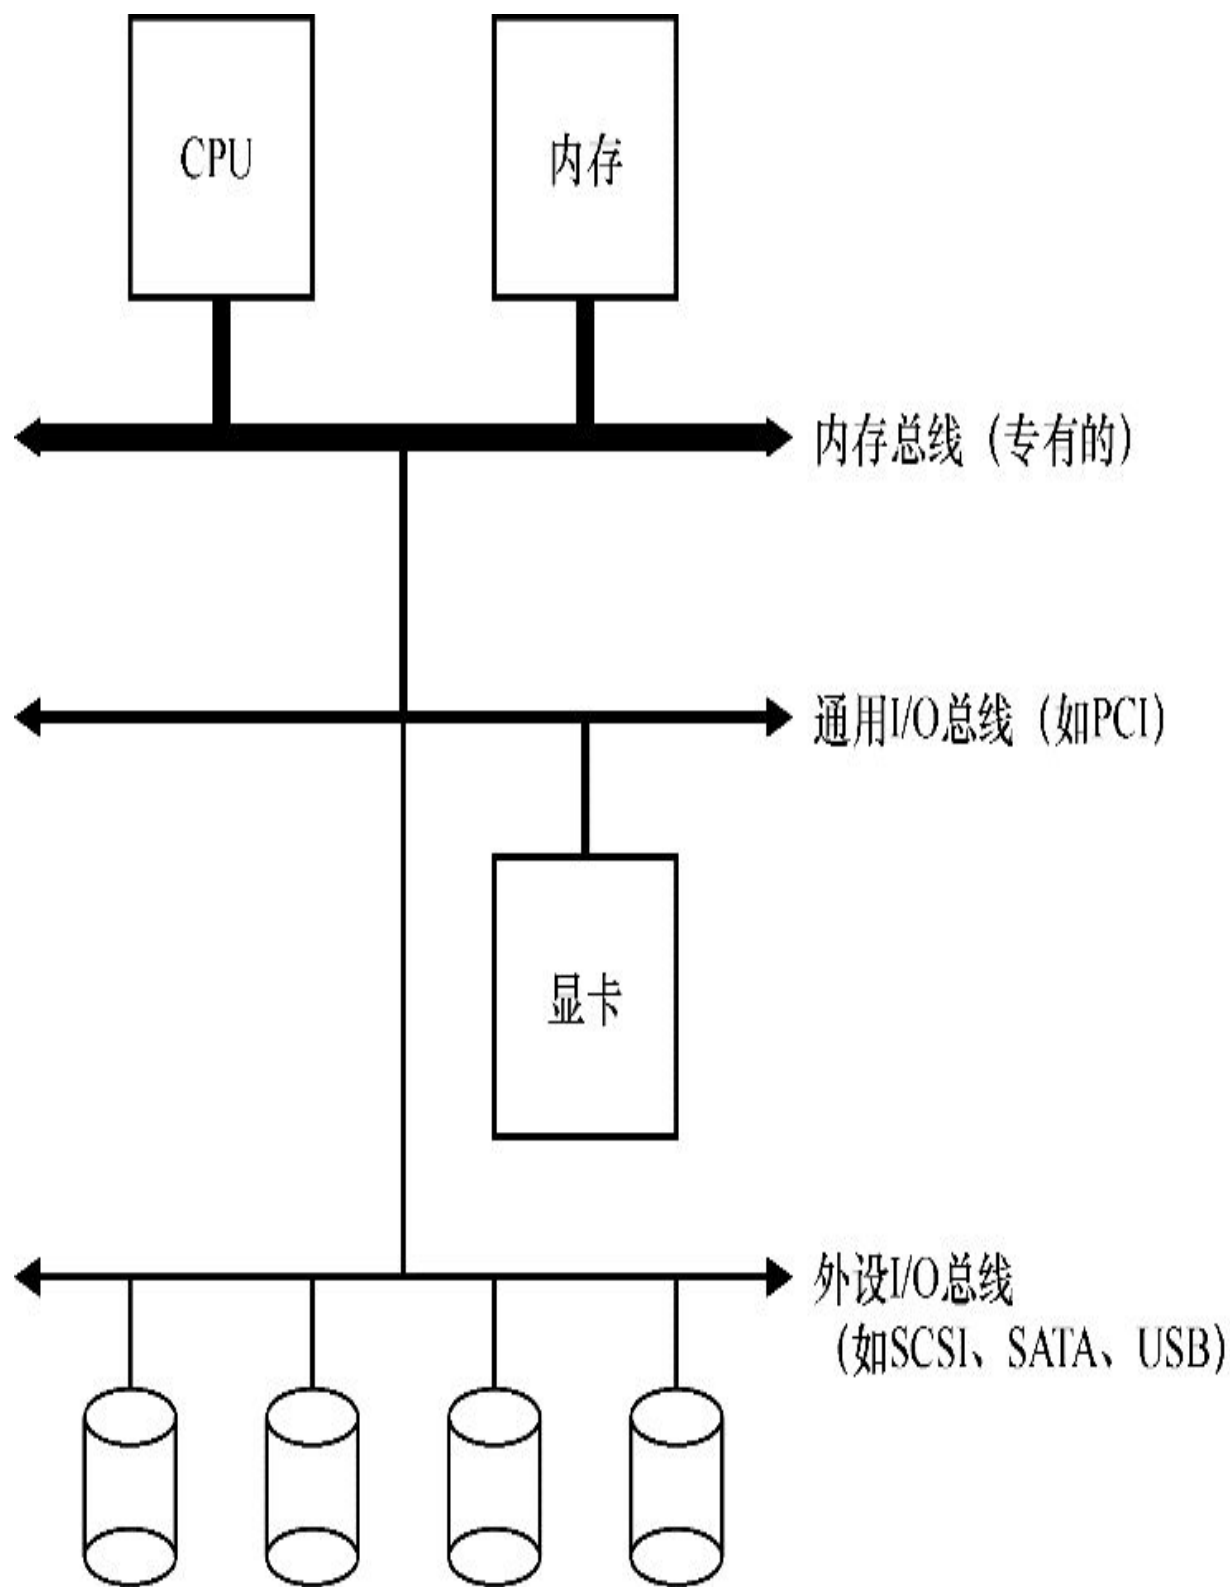 CPU
内存
内存总线（专有的）
通用I/O总线（如PCI）
显卡
外设I/O总线
（如SCSI、SATA、USB）